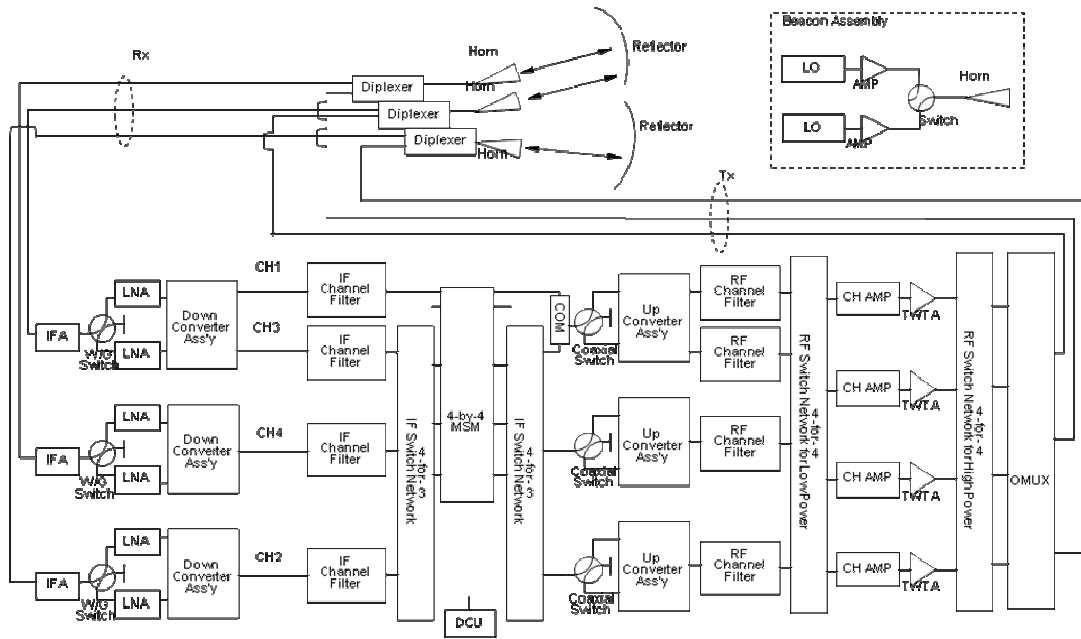 Beacon Assembly
LO
AMP
LO
AMP
Switch
Horn
Rx
Horn
Reflector
Diplexer
Horn
Diplexer
Reflector
Diplexer
Horn
Tx
CH1
LNA
IFA
W/G
Switch
LNA
Down
Converter
Ass'y
CH3
IF
Channel
Filter
IF
Channel
Filter
LNA
IFA
W/G
Switch
LNA
Down
Converter
Ass'y
CH4
IF
Channel
Filter
LNA
IFA
W/G
Switch
LNA
Down
Converter
Ass'y
CH2
IF
Channel
Filter
4-for-3
IF Switch Network
4-by-4
MSM
DCU
4-for-3
IF Switch Network
COM
Coaxial
Switch
Up
Converter
Ass'y
RF
Channel
Filter
RF
Channel
Filter
Coaxial
Switch
Up
Converter
Ass'y
RF
Channel
Filter
Coaxial
Switch
Up
Converter
Ass'y
RF
Channel
Filter
4-for-4
RF Switch Network for Low Power
CH AMP
TWTA
CH AMP
TWTA
CH AMP
TWTA
CH AMP
TWTA
4-for-4
RF Switch Network for High Power
OMUX